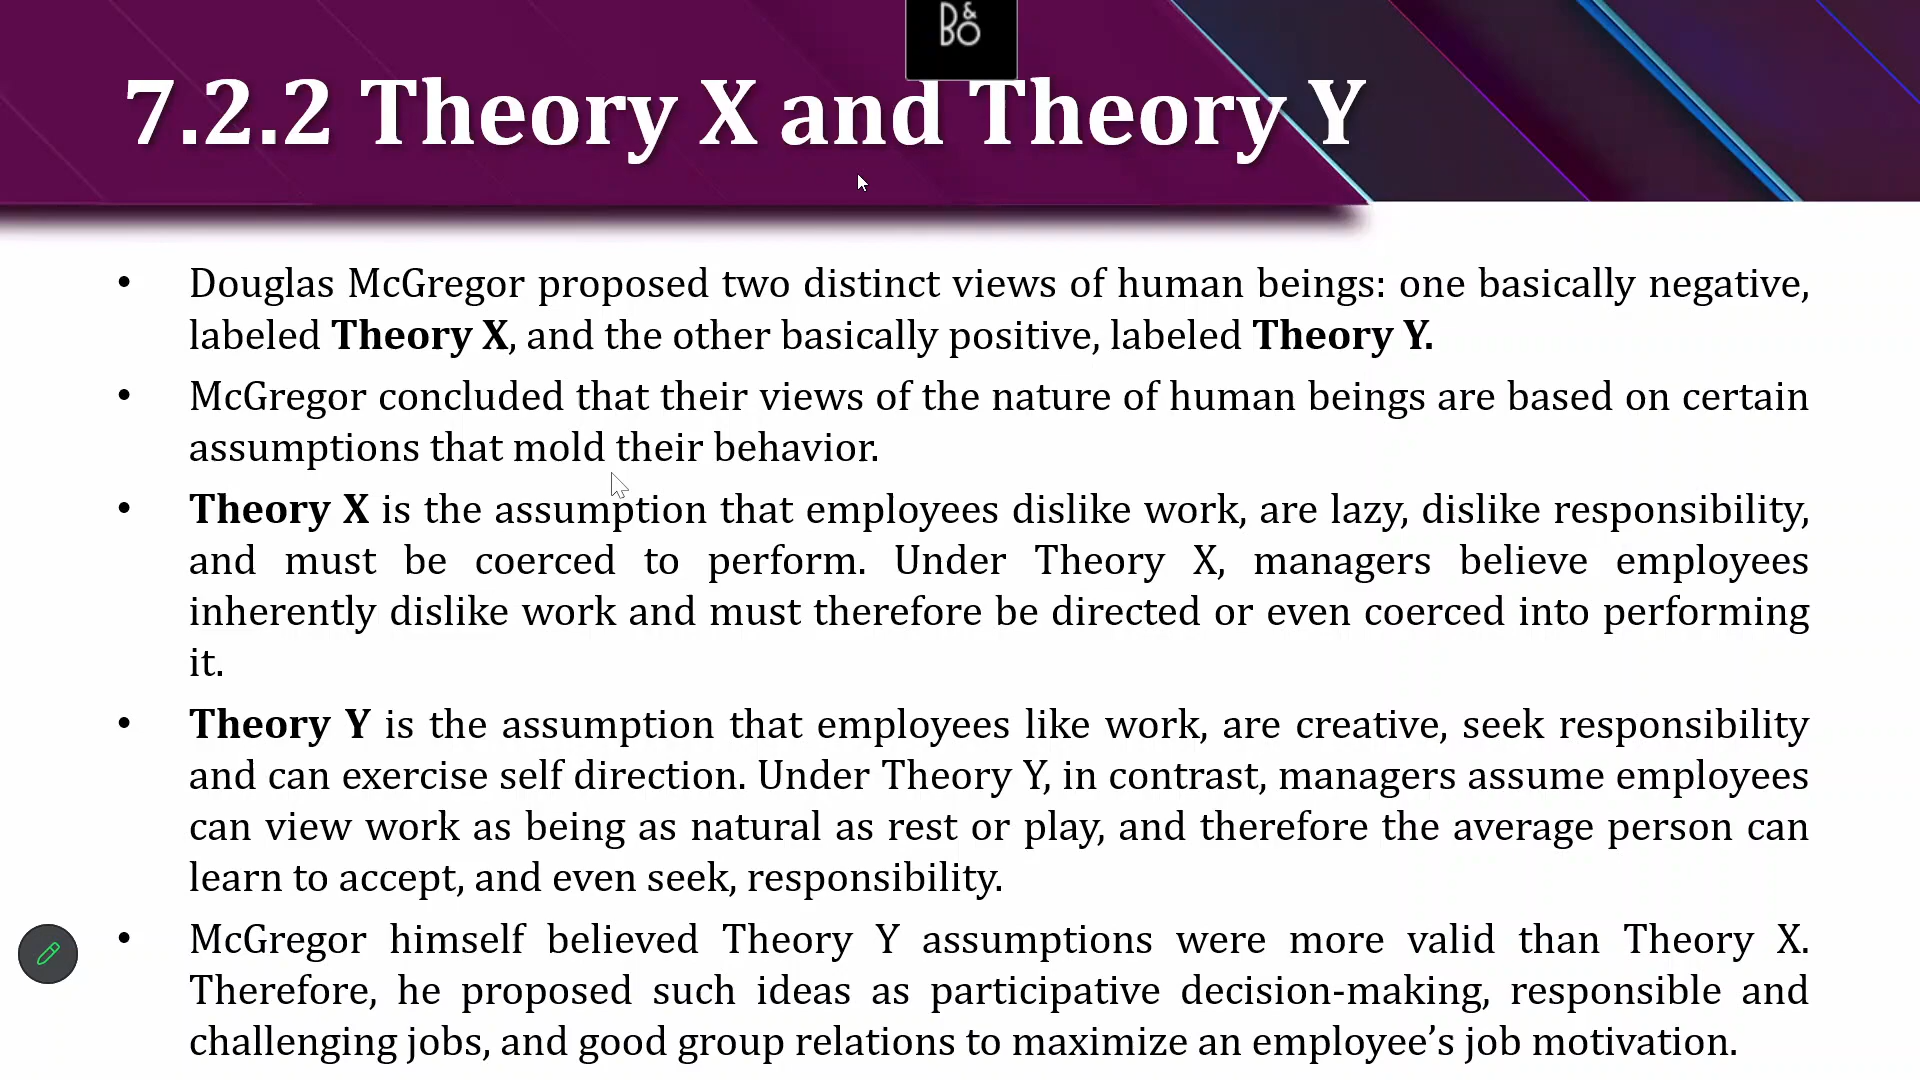 B&O
7.2.2 Theory X and Theory Y
• Douglas McGregor proposed two distinct views of human beings: one basically negative,
labeled Theory X, and the other basically positive, labeled Theory Y.
• McGregor concluded that their views of the nature of human beings are based on certain
assumptions that mold their behavior.
• Theory X is the assumption that employees dislike work, are lazy, dislike responsibility,
and must be coerced to perform. Under Theory X, managers believe employees
inherently dislike work and must therefore be directed or even coerced into performing
it.
• Theory Y is the assumption that employees like work, are creative, seek responsibility
and can exercise self direction. Under Theory Y, in contrast, managers assume employees
can view work as being as natural as rest or play, and therefore the average person can
learn to accept, and even seek, responsibility.
• McGregor himself believed Theory Y assumptions were more valid than Theory X.
Therefore, he proposed such ideas as participative decision-making, responsible and
challenging jobs, and good group relations to maximize an employee’s job motivation.